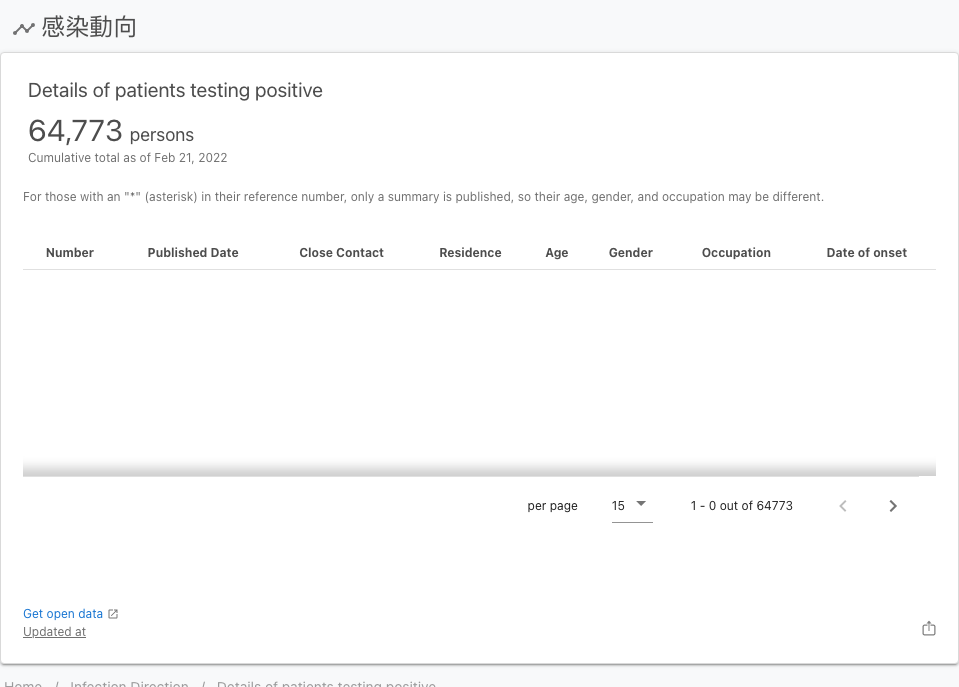 感染動向
Details of patients testing positive
64,773 persons
Cumulative total as of Feb 21, 2022
For those with an "*" (asterisk) in their reference number, only a summary is published, so their age, gender, and occupation may be different.
Number Published Date Close Contact Residence Age Gender Occupation Date of onset
per page 15 1 - 0 out of 64773
Get open data
Updated at
Home / Infection Direction / Details of patients testing positive